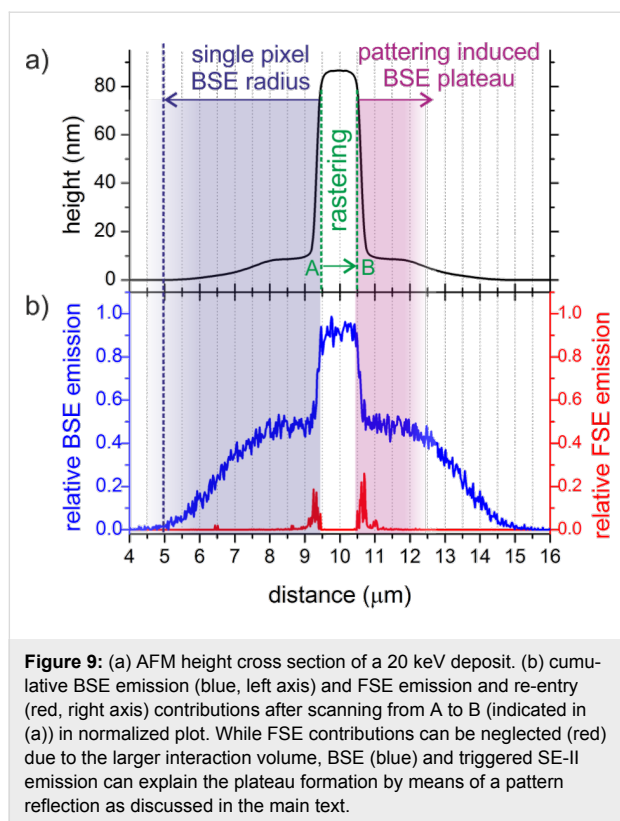 a)
single pixel
BSE radius
pattering induced
BSE plateau
height (nm)
80
60
40
20
0
rastering
A
B
b)
relative BSE emission
1.0
0.8
0.6
0.4
0.2
0.0
1.0
0.8
0.6
0.4
0.2
0.0
relative FSE emission
4 5 6 7 8 9 10 11 12 13 14 15 16
distance (μm)
Figure 9: (a) AFM height cross section of a 20 keV deposit. (b) cumu-
lative BSE emission (blue, left axis) and FSE emission and re-entry
(red, right axis) contributions after scanning from A to B (indicated in
(a)) in normalized plot. While FSE contributions can be neglected (red)
due to the larger interaction volume, BSE (blue) and triggered SE-II
emission can explain the plateau formation by means of a pattern
reflection as discussed in the main text.